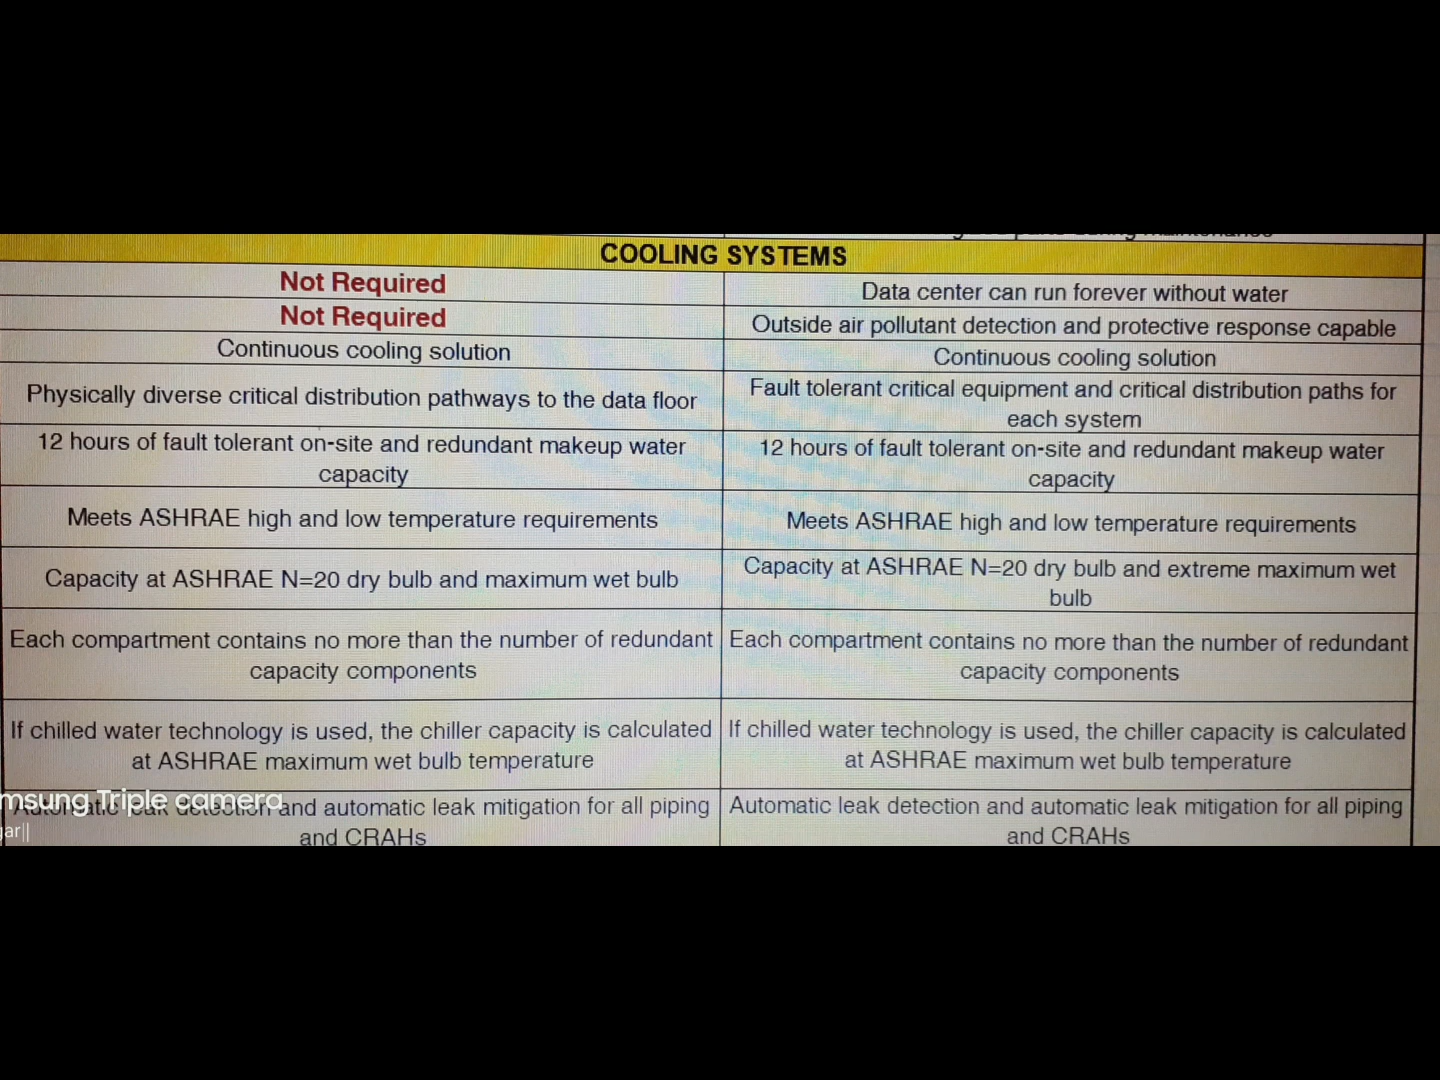 COOLING SYSTEMS
Not Required
Data center can run forever without water
Not Required
Outside air pollutant detection and protective response capable
Continuous cooling solution
Continuous cooling solution
Physically diverse critical distribution pathways to the data floor
Fault tolerant critical equipment and critical distribution paths for
each system
12 hours of fault tolerant on-site and redundant makeup water
capacity
12 hours of fault tolerant on-site and redundant makeup water
capacity
Meets ASHRAE high and low temperature requirements
Meets ASHRAE high and low temperature requirements
Capacity at ASHRAE N=20 dry bulb and maximum wet bulb
Capacity at ASHRAE N=20 dry bulb and extreme maximum wet
bulb
Each compartment contains no more than the number of redundant
capacity components
Each compartment contains no more than the number of redundant
capacity components
If chilled water technology is used, the chiller capacity is calculated
at ASHRAE maximum wet bulb temperature
If chilled water technology is used, the chiller capacity is calculated
at ASHRAE maximum wet bulb temperature
Automatic leak detection and automatic leak mitigation for all piping
and CRAHs
Automatic leak detection and automatic leak mitigation for all piping
and CRAHs
msung Triple camera
gar||